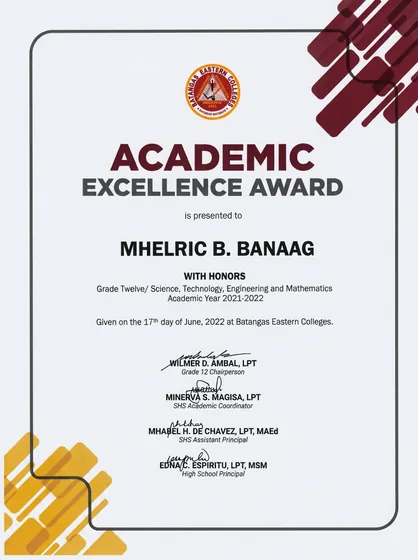 BATANGAS EASTERN COLLEGES
ACADEMIC
EXCELLENCE AWARD
is presented to
MHELRIC B. BANAAG
WITH HONORS
Grade Twelve/ Science, Technology, Engineering and Mathematics
Academic Year 2021-2022
Given on the 17th day of June, 2022 at Batangas Eastern Colleges.
WILMER D. AMBAL, LPT
Grade 12 Chairperson
MINERVA S. MAGISA, LPT
SHS Academic Coordinator
MHABEL H. DE CHAVEZ, LPT, MAEd
SHS Assistant Principal
EDNA C. ESPIRITU, LPT, MSM
High School Principal